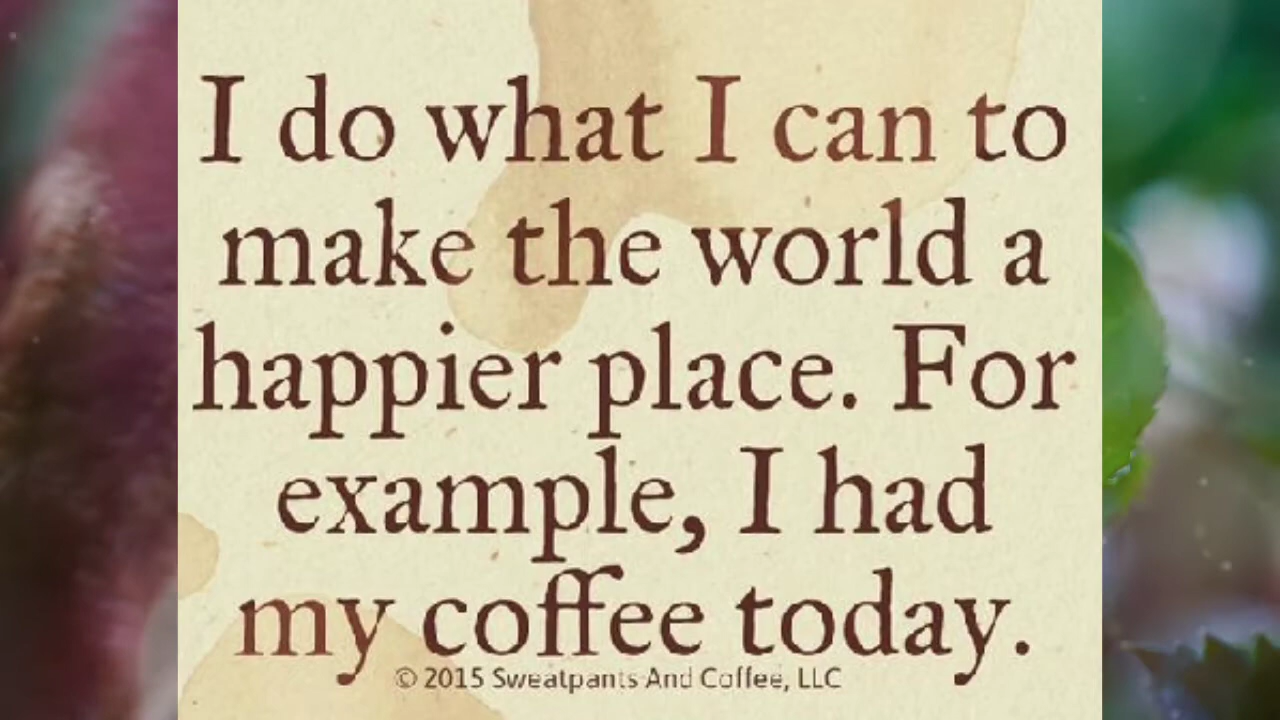 I do what I can to
make the world a
happier place. For
example, I had
my coffee today.
© 2015 Sweatpants And Coffee, LLC